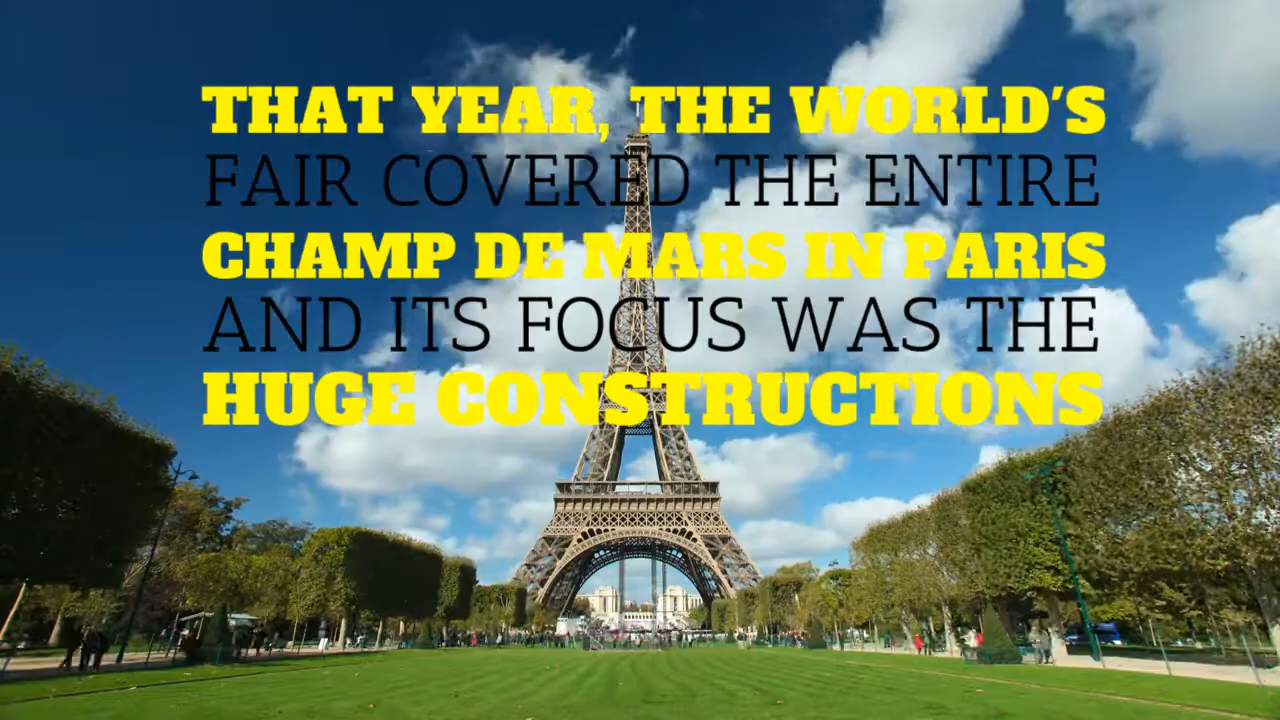 THAT YEAR, THE WORLD'S
FAIR COVERED THE ENTIRE
CHAMP DE MARS IN PARIS
AND ITS FOCUS WAS THE
HUGE CONSTRUCTIONS